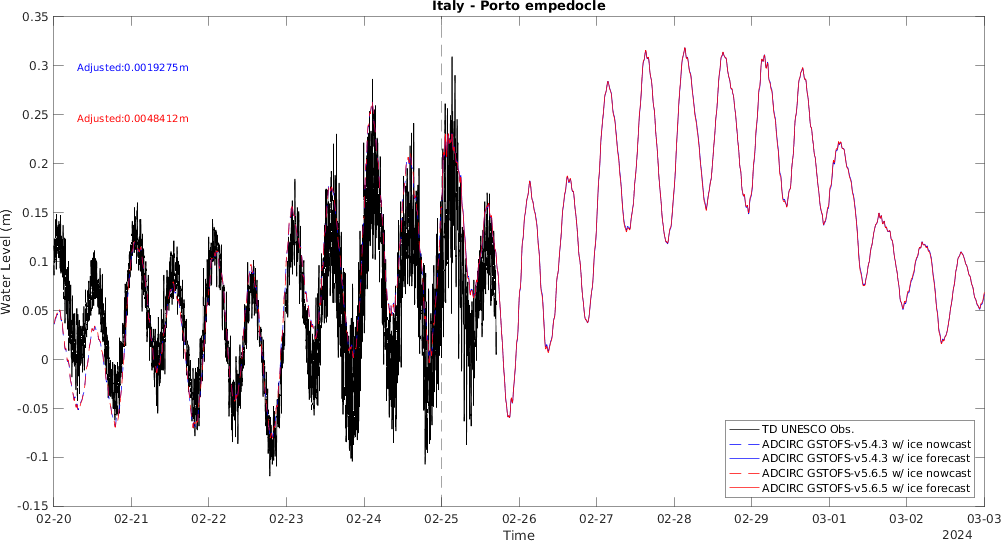 Italy - Porto empedocle
0.35
0.3
0.25
0.2
0.15
0.1
0.05
0
-0.05
-0.1
-0.15
Water Level (m)
Adjusted:0.0019275m
Adjusted:0.0048412m
TD UNESCO Obs.
ADCIRC GSTOFS-v5.4.3 w/ ice nowcast
ADCIRC GSTOFS-v5.4.3 w/ ice forecast
ADCIRC GSTOFS-v5.6.5 w/ ice nowcast
ADCIRC GSTOFS-v5.6.5 w/ ice forecast
02-20 02-21 02-22 02-23 02-24 02-25 02-26 02-27 02-28 02-29 03-01 03-02 03-03
Time
2024